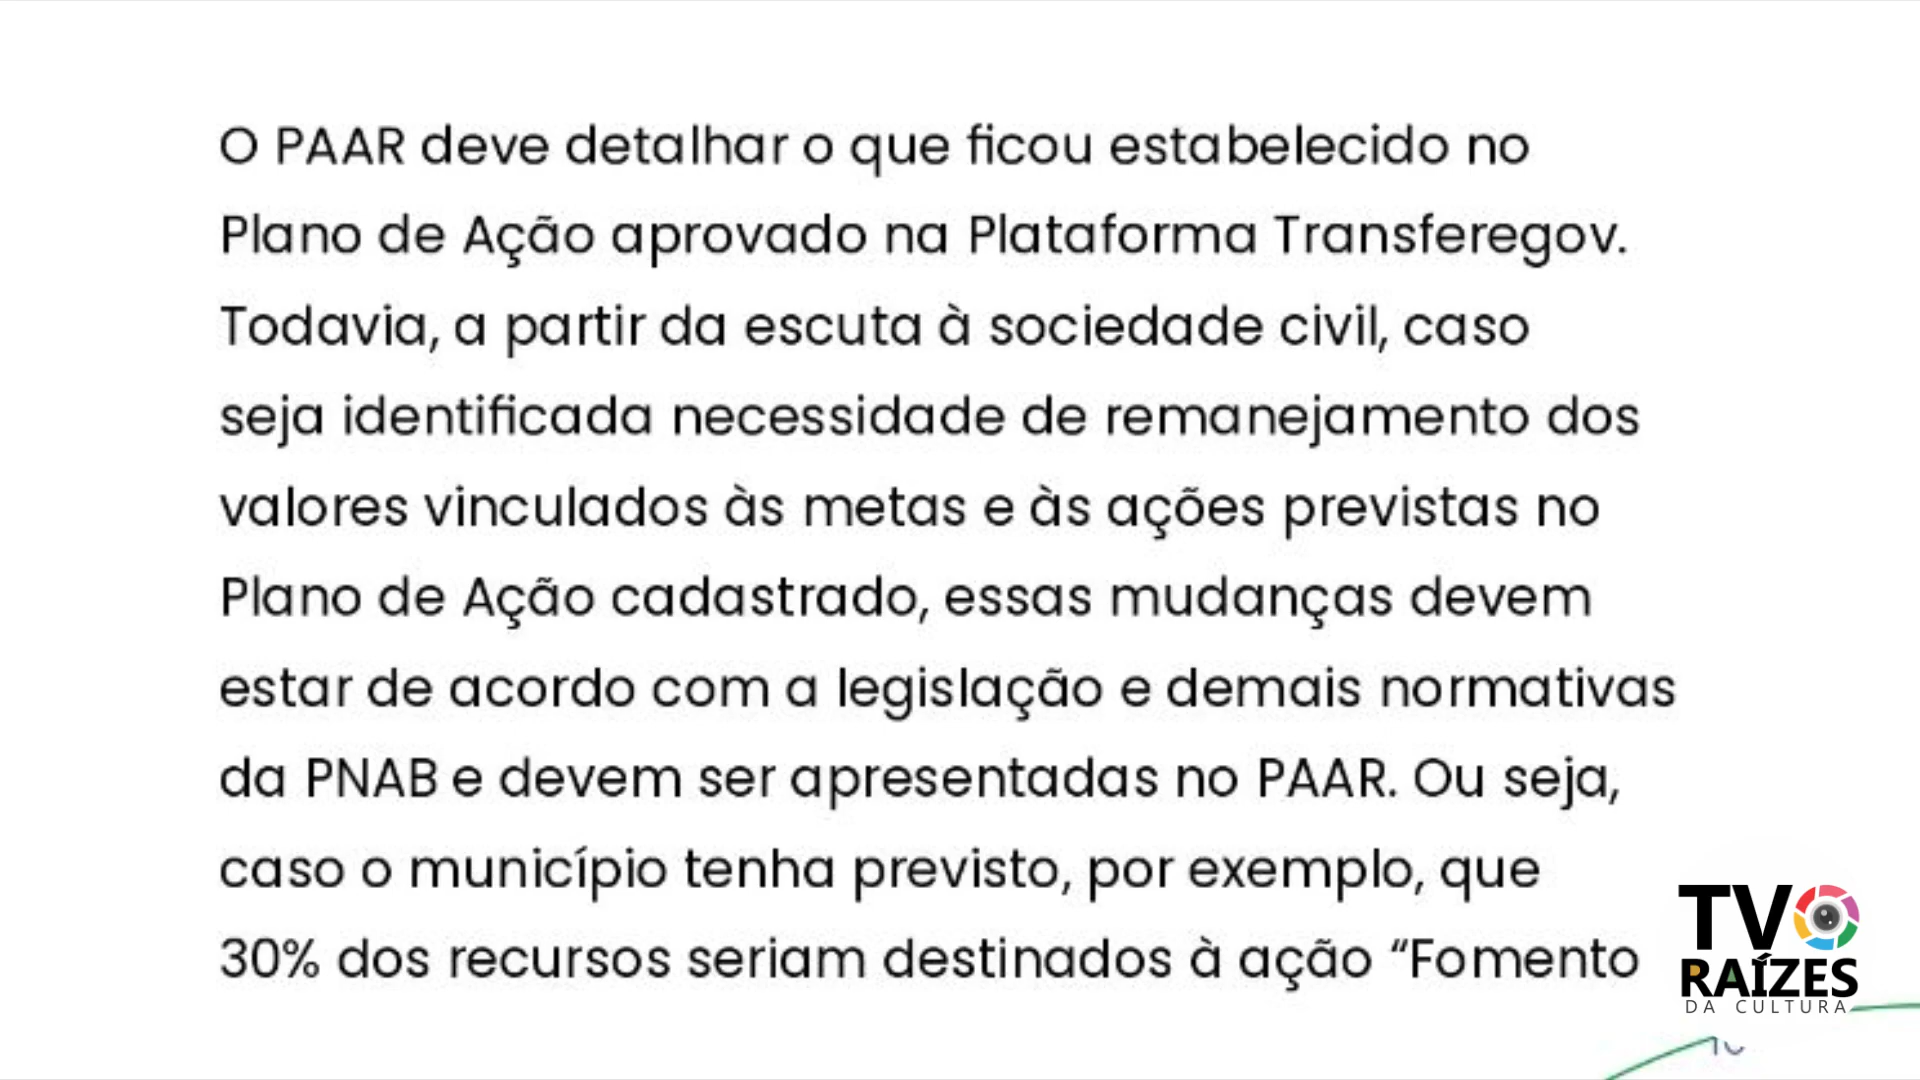 O PAAR deve detalhar o que ficou estabelecido no
Plano de Ação aprovado na Plataforma Transferegov.
Todavia, a partir da escuta à sociedade civil, caso
seja identificada necessidade de remanejamento dos
valores vinculados às metas e às ações previstas no
Plano de Ação cadastrado, essas mudanças devem
estar de acordo com a legislação e demais normativas
da PNAB e devem ser apresentadas no PAAR. Ou seja,
caso o município tenha previsto, por exemplo, que
30% dos recursos seriam destinados à ação “Fomento
TV
RAÍZES
DA CULTURA